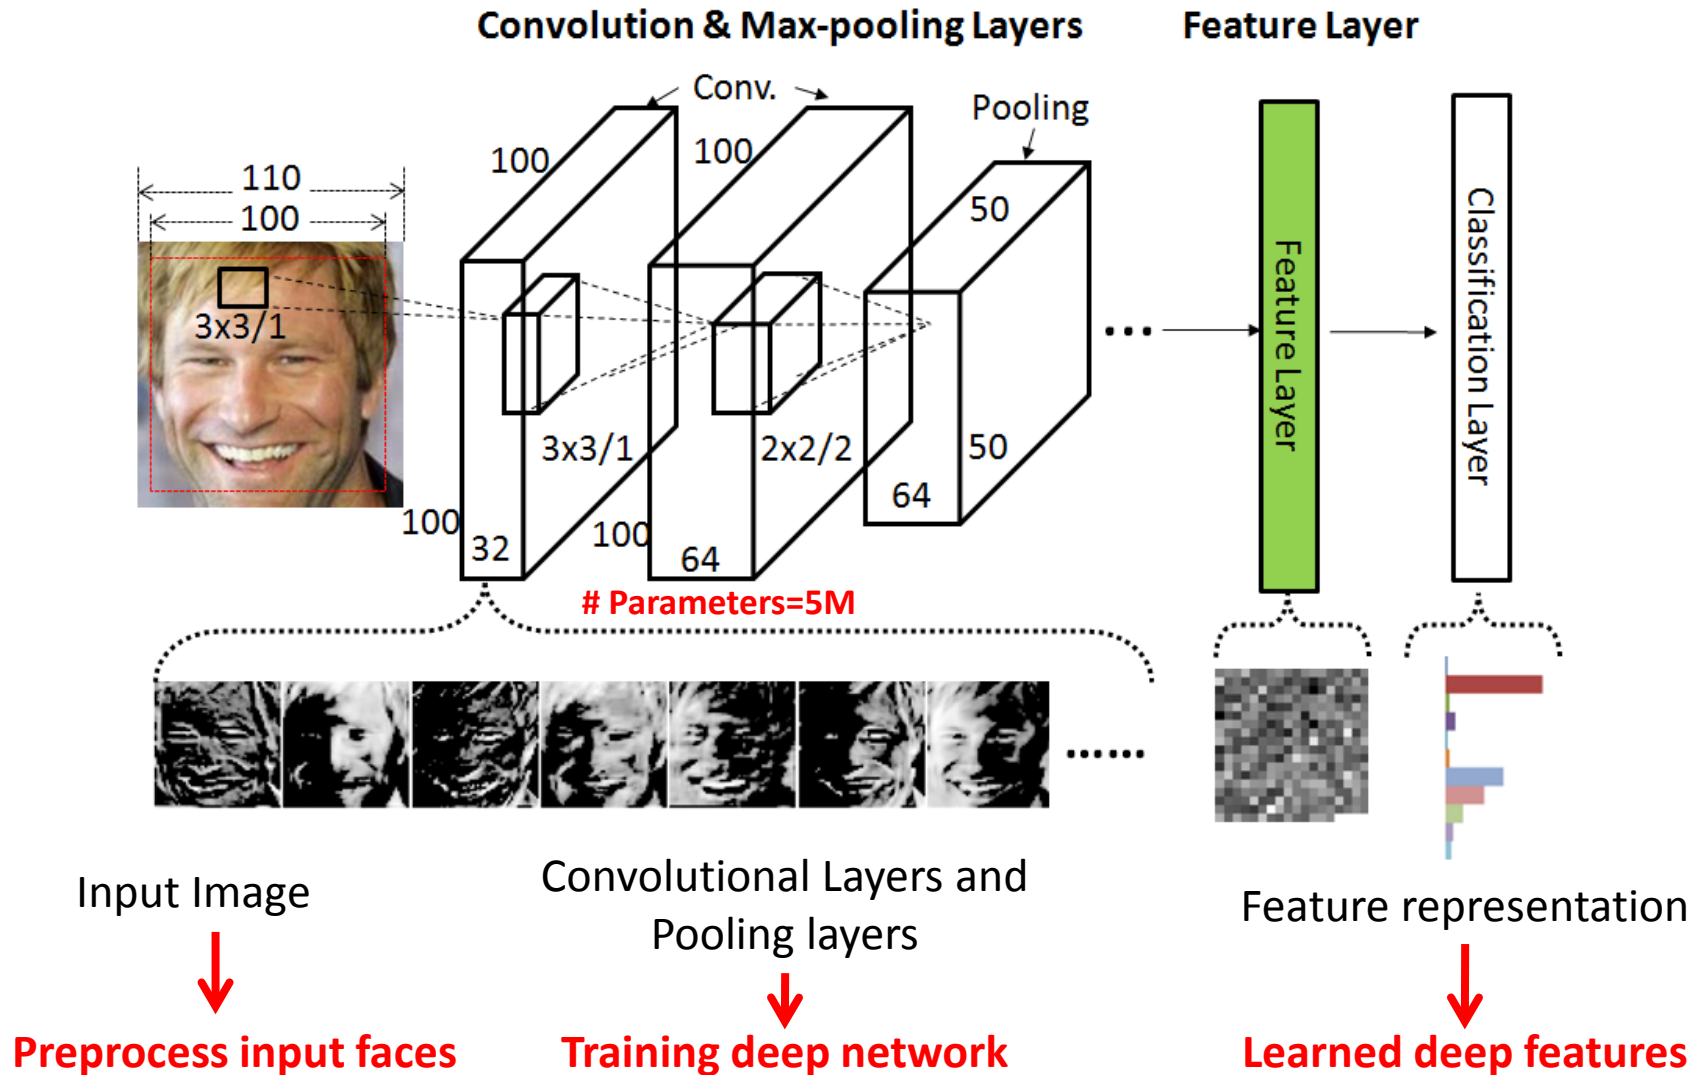 Convolution & Max-pooling Layers
Feature Layer
Conv.
Pooling
110
100
3x3/1
100
100
32
3x3/1
100
100
64
2x2/2
50
50
64
Feature Layer
Classification Layer
# Parameters=5M
Input Image
Convolutional Layers and
Pooling layers
Feature representation
Preprocess input faces
Training deep network
Learned deep features